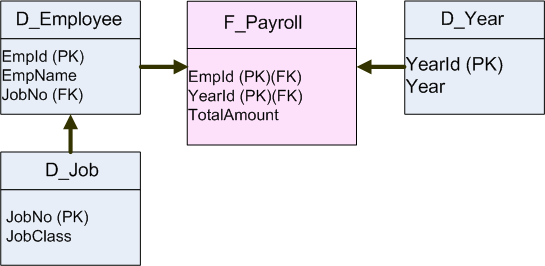 D_Employee
EmpId (PK)
EmpName
JobNo (FK)
F_Payroll
EmpId (PK)(FK)
YearId (PK)(FK)
TotalAmount
D_Year
YearId (PK)
Year
D_Job
JobNo (PK)
JobClass